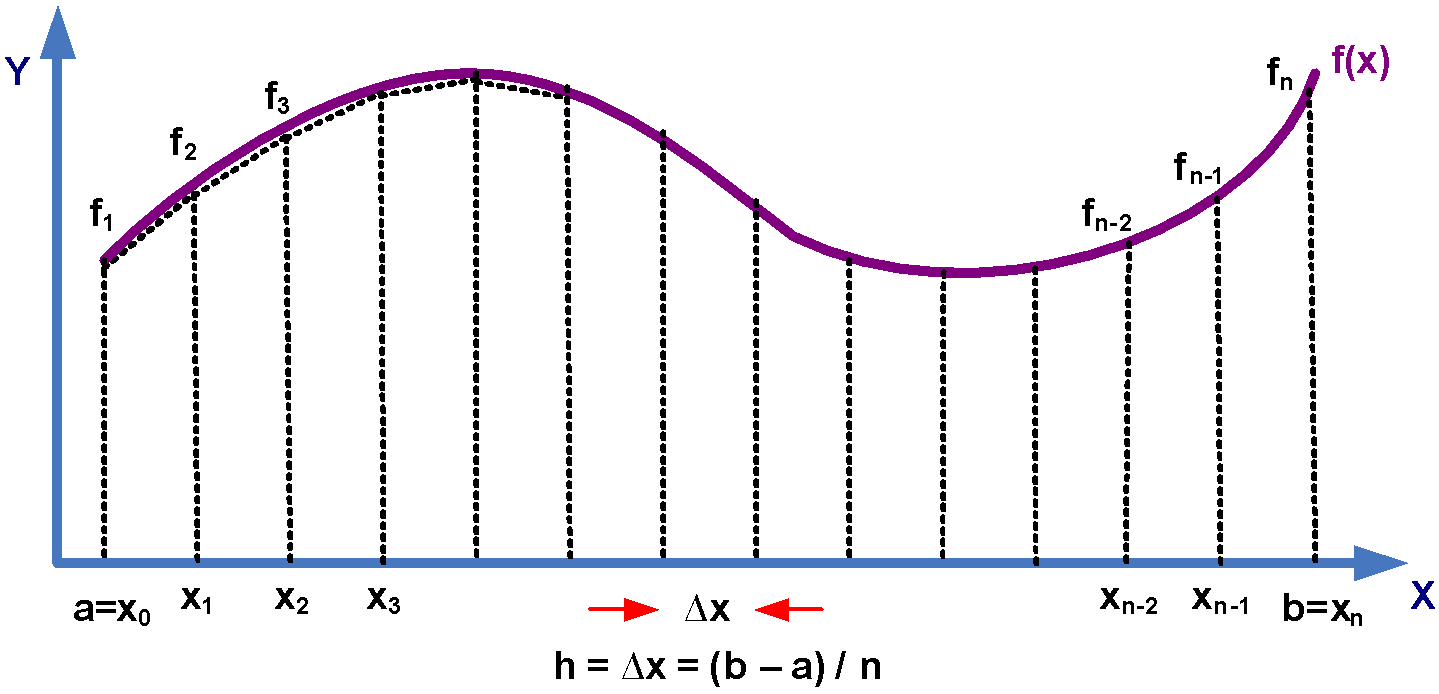 Y
f(x)
fₙ
f₃
f₂
fₙ₋₁
f₁
fₙ₋₂
a=x₀ x₁ x₂ x₃ Δx xₙ₋₂ xₙ₋₁ b=xₙ X
h = Δx = (b – a) / n